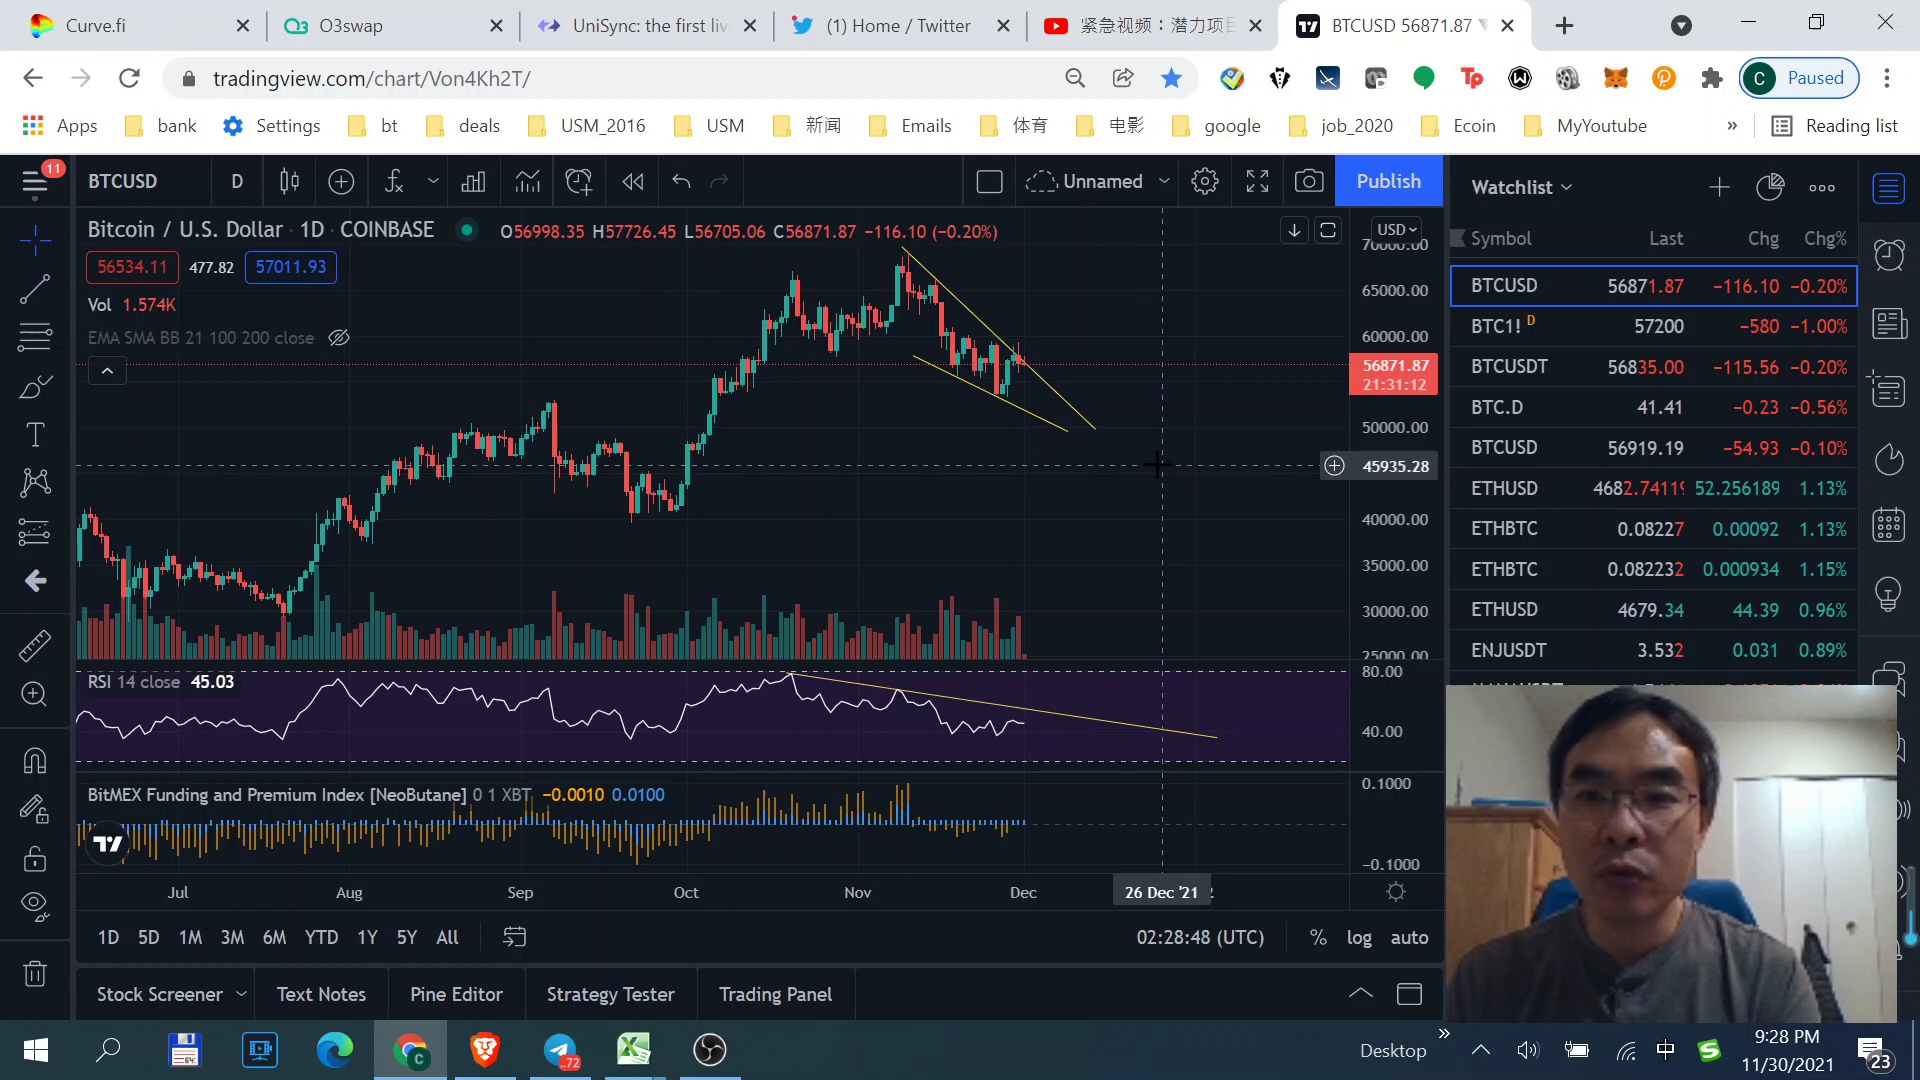 Curve.fi
O3swap
UniSync: the first liv
(1) Home / Twitter
紧急视频：潜力项目
BTCUSD 56871.87
tradingview.com/chart/Von4Kh2T/
C Paused
Apps bank Settings bt deals USM_2016 USM 新闻 Emails 体育 电影 google job_2020 Ecoin MyYoutube » Reading list
11
BTCUSD D Unnamed Publish
Bitcoin / U.S. Dollar · 1D · COINBASE O56998.35 H57726.45 L56705.06 C56871.87 −116.10 (−0.20%)
56534.11 477.82 57011.93
Vol 1.574K
EMA SMA BB 21 100 200 close
USD
70000.00
65000.00
60000.00
56871.87
21:31:12
50000.00
45935.28
40000.00
35000.00
30000.00
25000.00
RSI 14 close 45.03
80.00
40.00
BitMEX Funding and Premium Index [NeoButane] 0 1 XBT −0.0010 0.0100
0.1000
−0.1000
Jul Aug Sep Oct Nov Dec 26 Dec '21
1D 5D 1M 3M 6M YTD 1Y 5Y All 02:28:48 (UTC) % log auto
Stock Screener Text Notes Pine Editor Strategy Tester Trading Panel
Watchlist
Symbol Last Chg Chg%
BTCUSD 56871.87 −116.10 −0.20%
BTC1! D 57200 −580 −1.00%
BTCUSDT 56835.00 −115.56 −0.20%
BTC.D 41.41 −0.23 −0.56%
BTCUSD 56919.19 −54.93 −0.10%
ETHUSD 4682.74119 52.256189 1.13%
ETHBTC 0.08227 0.00092 1.13%
ETHBTC 0.082232 0.000934 1.15%
ETHUSD 4679.34 44.39 0.96%
ENJUSDT 3.532 0.031 0.89%
64
C
..72
Desktop
»
中
9:28 PM
11/30/2021
23